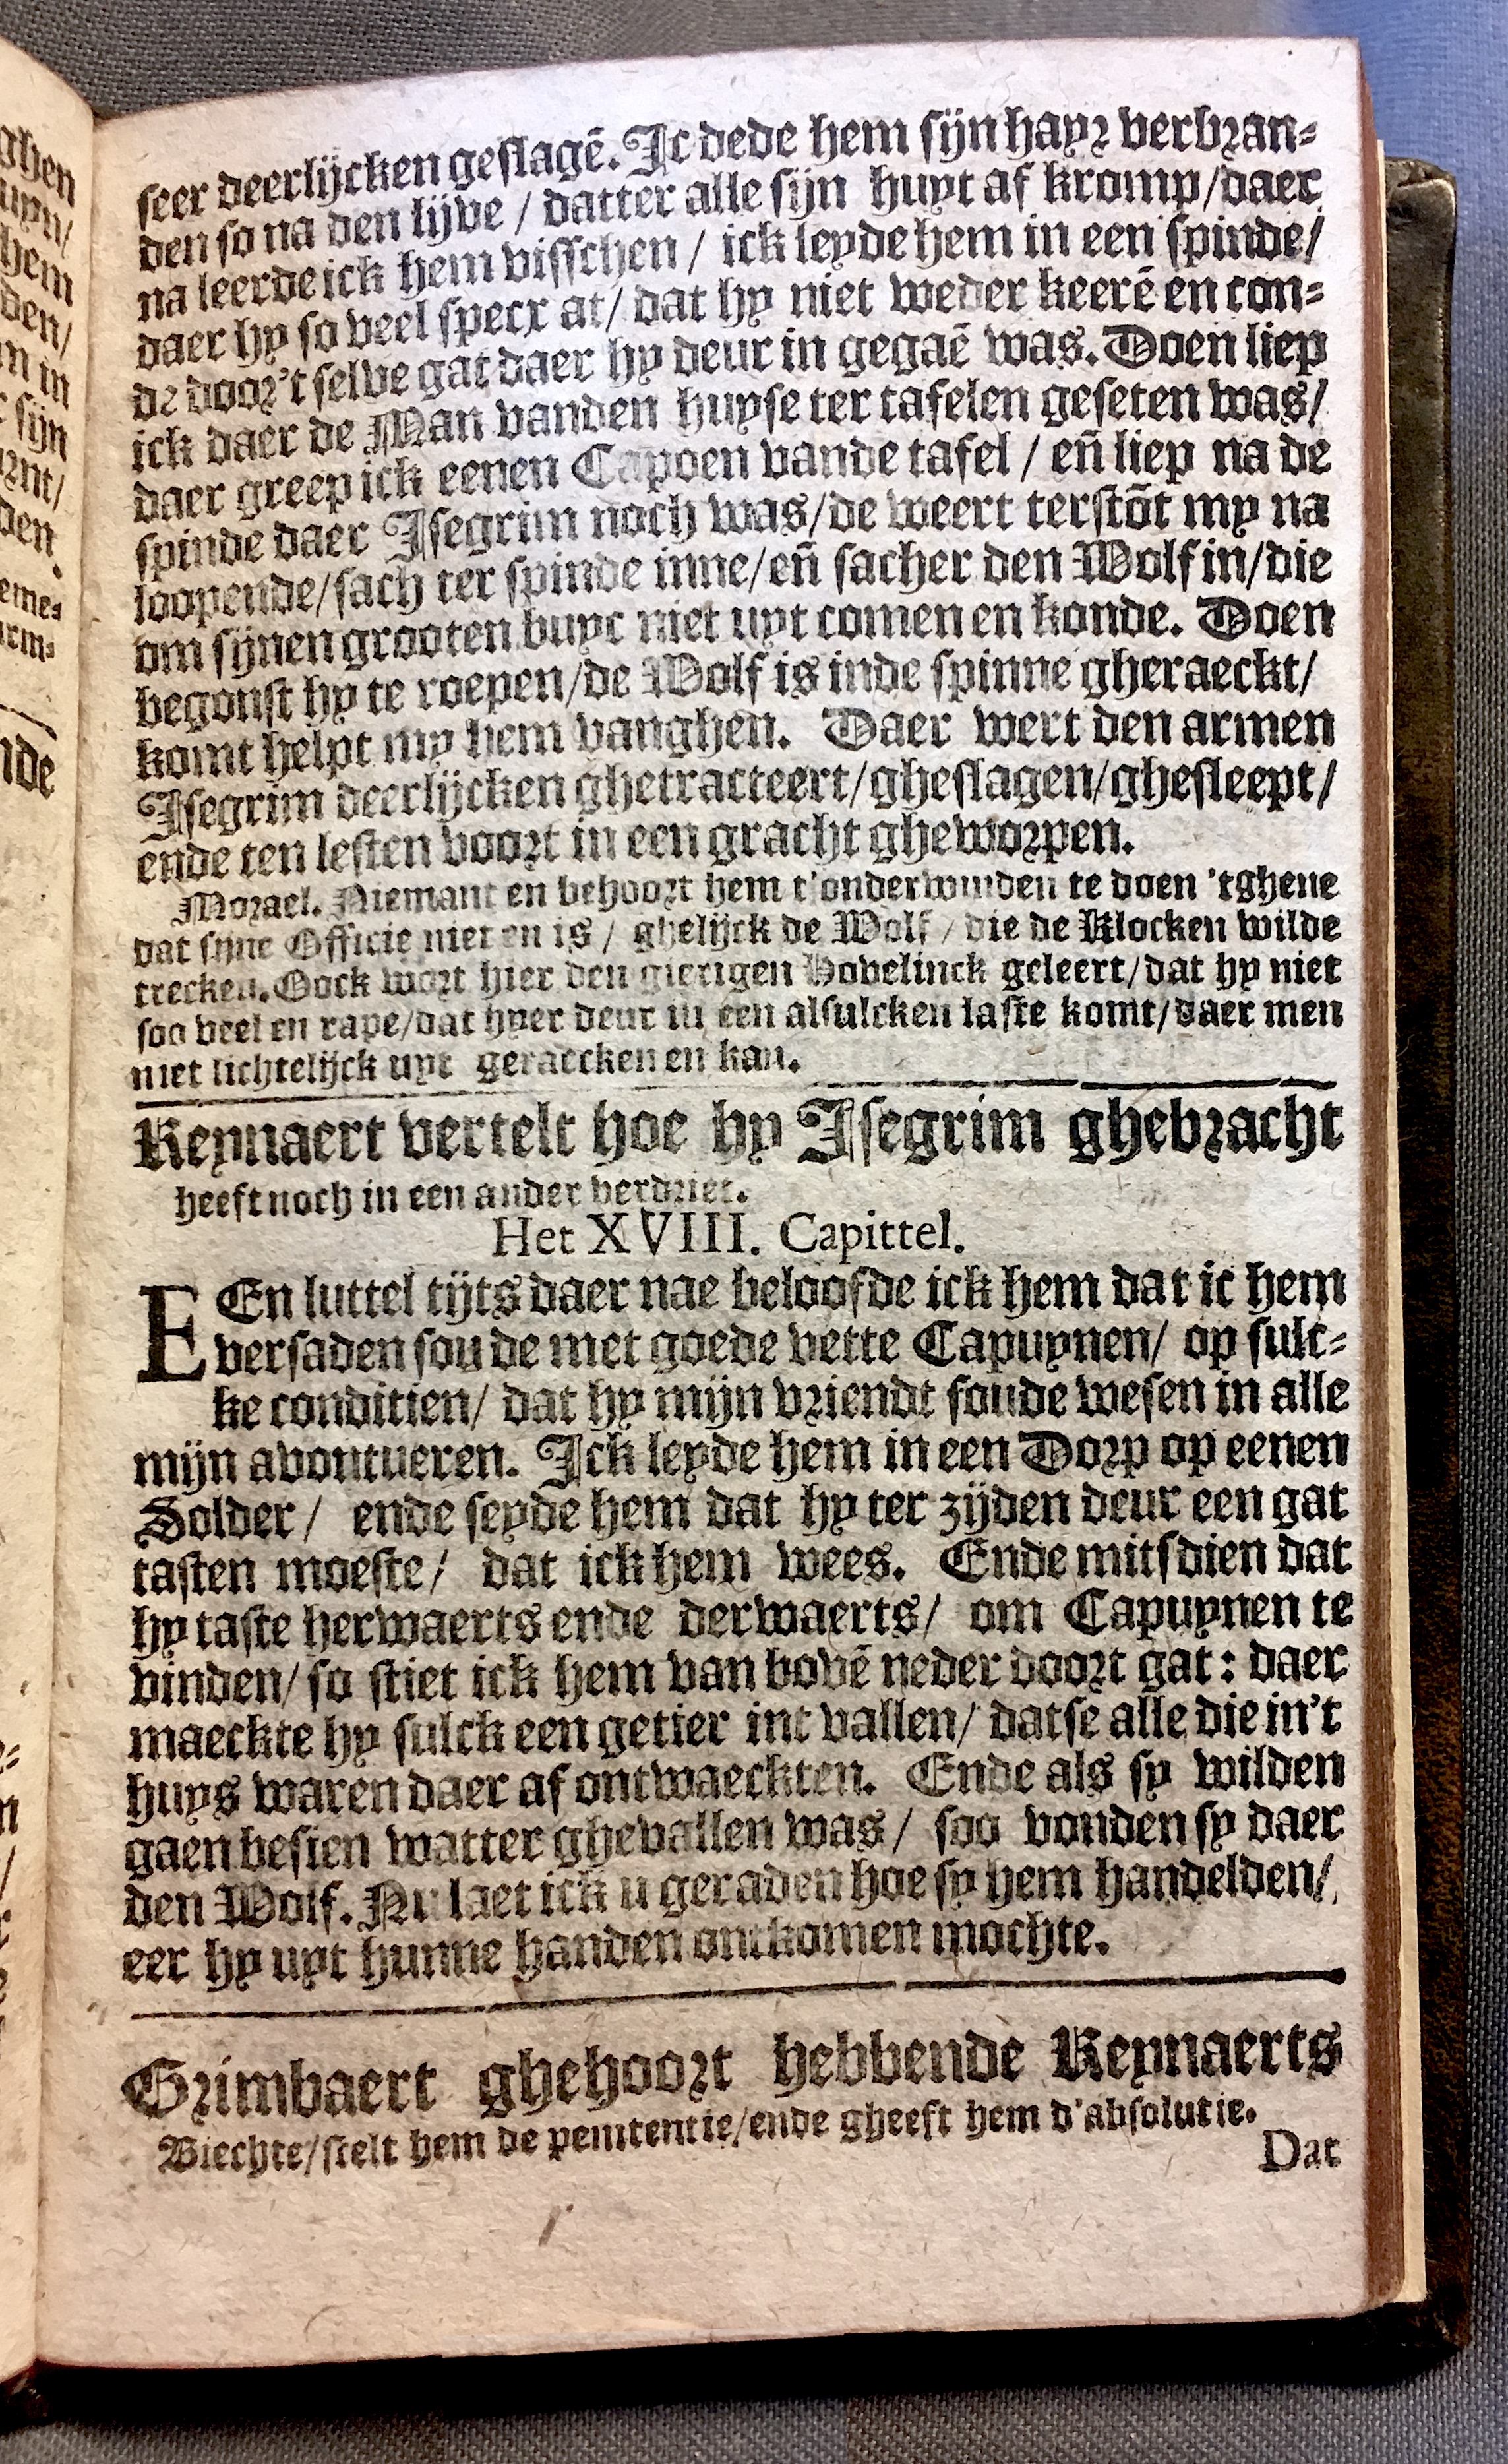 seer deerlijcken geslagē. Ic dede hem sijn hayr verbran-
den so na den lijve / datter alle sijn huyt af kromp/daer
na leerde ick hem visschen / ick leyde hem in een spinde/
daer hy so veel specx at/ dat hy niet weder keerē en con-
de door't selve gat daer hy deur in gegaē was. Doen liep
ick daer de Man vanden huyse ter tafelen geseten was/
daer greep ick eenen Capoen vande tafel / eñ liep na de
spinde daer Isegrim noch was/de weert terstōt my na
loopende/sach ter spinde inne/eñ sacher den Wolf in/die
om sijnen grooten buyc niet uyt comen en konde. Doen
begonst hy te roepen/de Wolf is inde spinne gheraeckt/
komt helpt my hem vanghen. Daer wert den armen
Isegrim deerlijcken ghetracteert/gheslagen/ghesleept/
ende ten lesten voort in een gracht gheworpen.
Morael. Niemant en behoort hem t'onderwinden te doen 'tghene
dat sijne Officie niet en is / ghelijck de Wolf / die de Klocken wilde
trecken. Oock wort hier den gierigen Hovelinck geleert/dat hy niet
soo veel en rape/dat hyer deur in een alsulcken laste komt/daer men
niet lichtelijck uyt geraecken en kan.
Reynaert vertelt hoe hy Isegrim ghebracht
heeft noch in een ander verdriet.
Het XVIII. Capittel.
EEn luttel tijts daer nae beloofde ick hem dat ic hem
versaden soude met goede vette Capuynen/ op sulc-
ke conditien/ dat hy mijn vriendt soude wesen in alle
mijn avontueren. Ick leyde hem in een Dorp op eenen
Solder / ende seyde hem dat hy ter zijden deur een gat
tasten moeste/ dat ick hem wees. Ende mitsdien dat
hy taste herwaerts ende derwaerts/ om Capuynen te
vinden/ so stiet ick hem van bovē neder doort gat: daer
maeckte hy sulck een getier int vallen/ datse alle die in't
huys waren daer af ontwaeckten. Ende als sy wilden
gaen besien watter ghevallen was/ soo vonden sy daer
den Wolf. Nu laet ick u geraden hoe sy hem handelden/
eer hy uyt hunne handen ontkomen mochte.
Grimbaert ghehoort hebbende Reynaerts
Biechte/stelt hem de penitentie/ende gheeft hem d'absolutie.
Dat